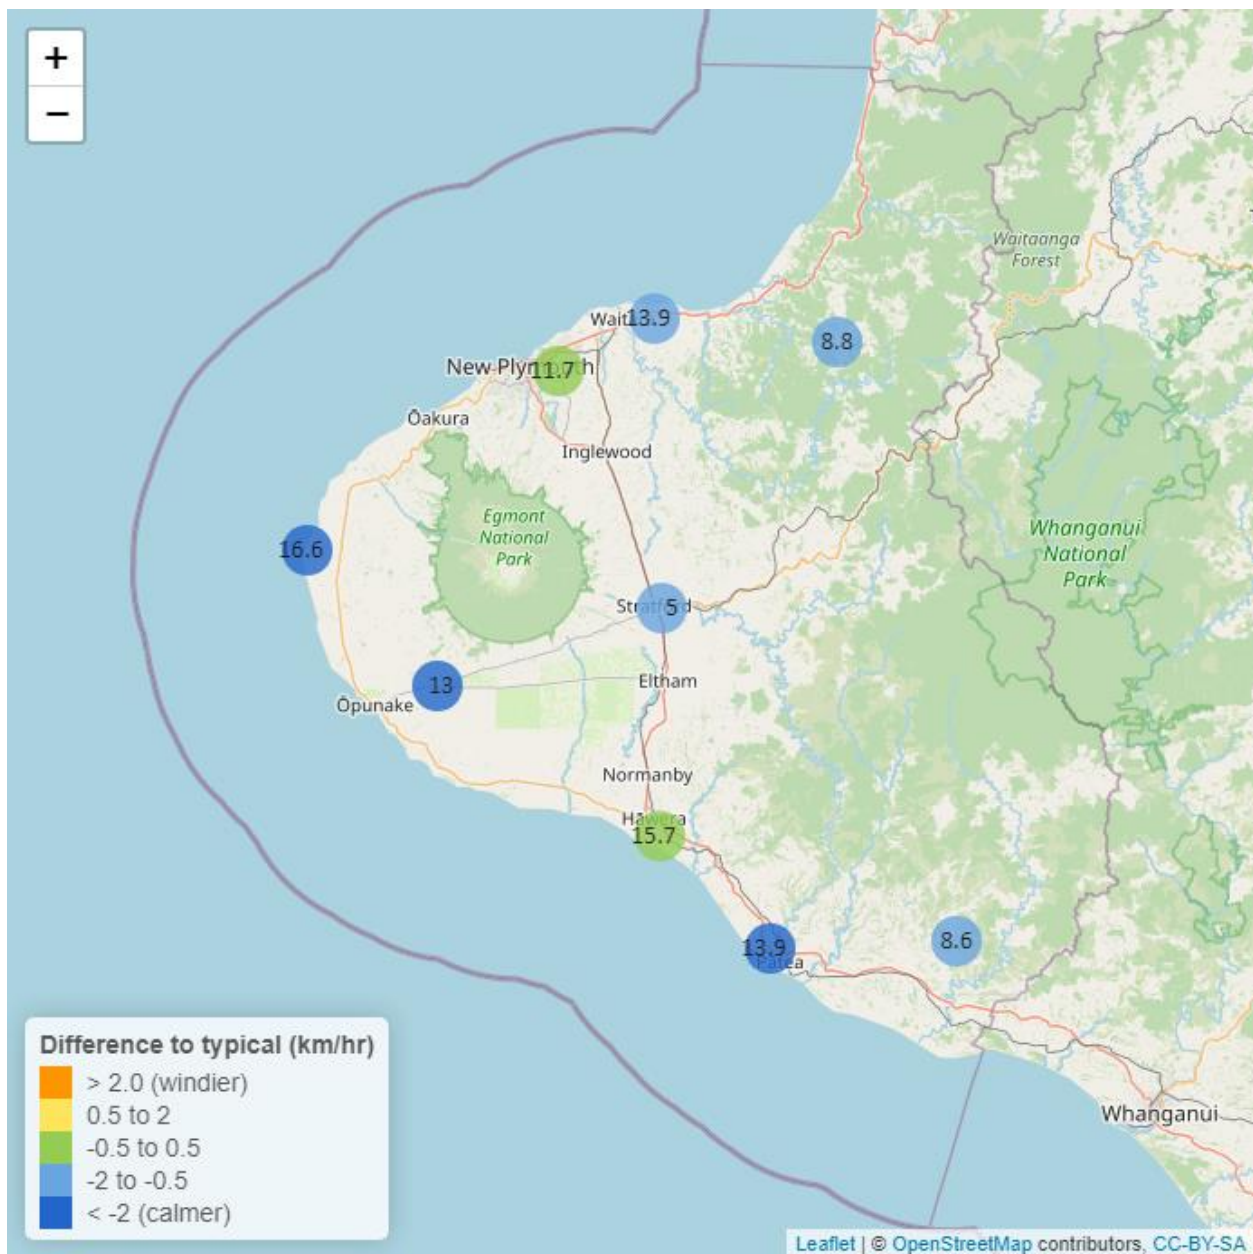 +
−
Waitaanga
Forest
Wait
13.9
8.8
New Plym
11.7
th
Ōakura
Inglewood
Egmont
National
Park
Whanganui
National
Park
16.6
Stratford
5
13
Eltham
Ōpunake
Normanby
Hāwera
15.7
8.6
13.9
Patea
Difference to typical (km/hr)
> 2.0 (windier)
0.5 to 2
-0.5 to 0.5
-2 to -0.5
< -2 (calmer)
Whanganui
Leaflet | © OpenStreetMap contributors, CC-BY-SA